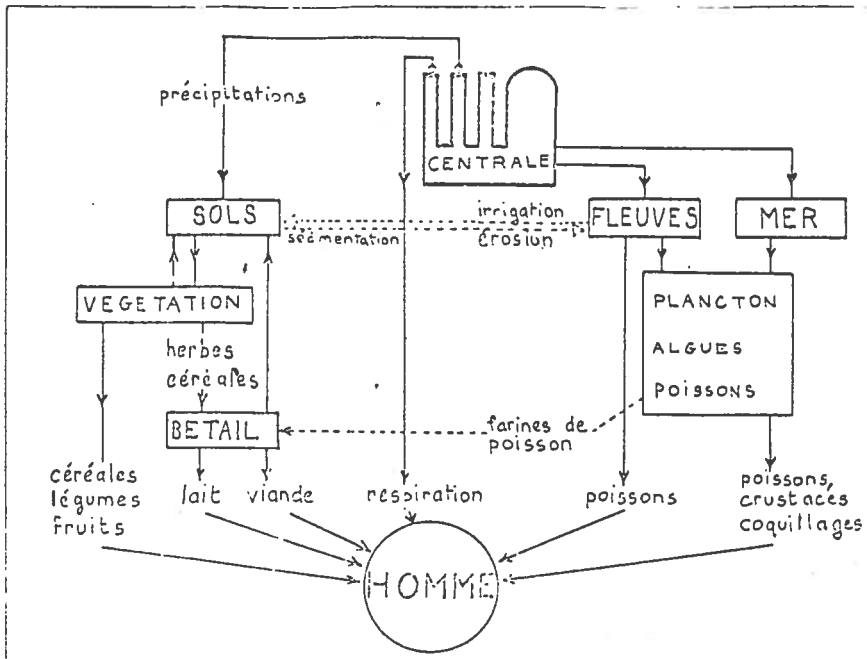 précipitations
CENTRALE
SOLS
irrigation
sédmentation
érosion
FLEUVES
MER
VEGETATION
PLANCTON
ALGUES
POISSONS
herbes
céréales
BETAIL
farines de
poisson
céréales
légumes
fruits
lait
viande
respiration
poissons
poissons,
crustacés
coquillages
HOMME